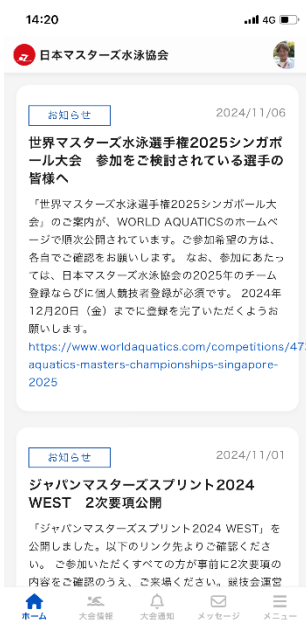 14:20
4G
日本マスターズ水泳協会
お知らせ
2024/11/06
世界マスターズ水泳選手権2025シンガポ
ール大会　参加をご検討されている選手の
皆様へ
「世界マスターズ水泳選手権2025シンガポール大
会」のご案内が、WORLD AQUATICSのホームペ
ージで順次公開されています。ご参加希望の方は、
各自でご確認をお願いします。 なお、参加にあたっ
ては、日本マスターズ水泳協会の2025年のチーム
登録ならびに個人競技者登録が必須です。 2024年
12月20日（金）までに登録を完了いただくようお
願いします。
https://www.worldaquatics.com/competitions/47
aquatics-masters-championships-singapore-
2025
お知らせ
2024/11/01
ジャパンマスターズスプリント2024
WEST　2次要項公開
「ジャパンマスターズスプリント2024 WEST」を
公開しました。以下のリンク先よりご確認くださ
い。 ご参加いただくすべての方が事前に2次要項の
内容をご確認のうえ、ご来場ください。競技会運営
ホーム
大会情報
大会通知
メッセージ
メニュー